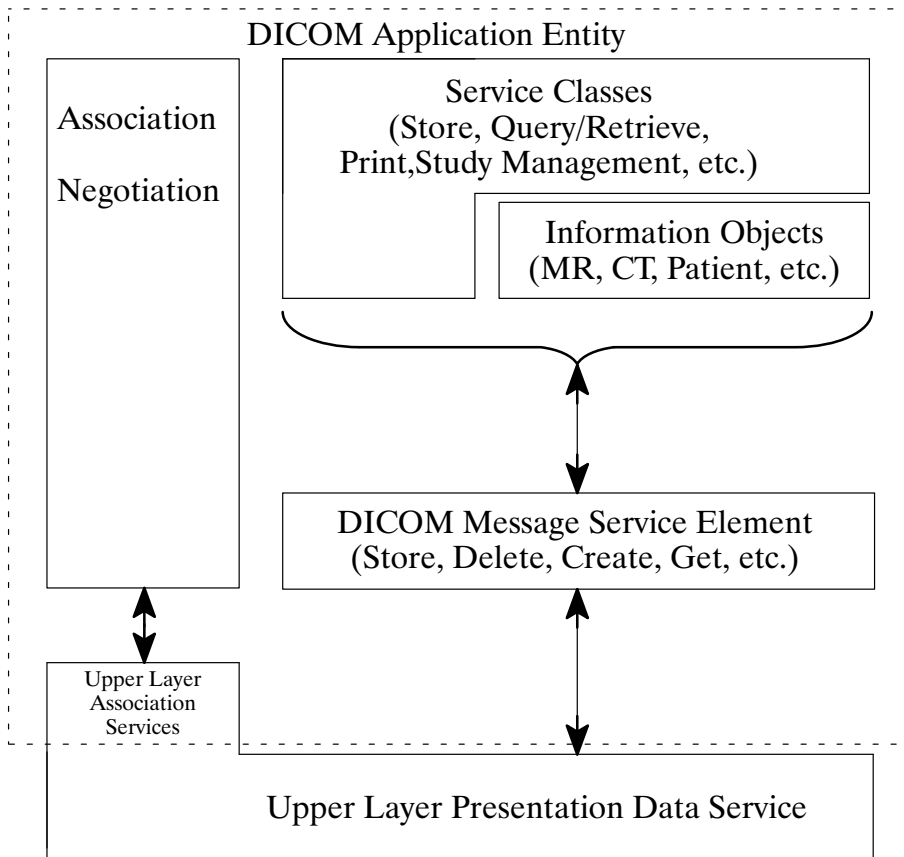 DICOM Application Entity
Association
Negotiation
Service Classes
(Store, Query/Retrieve,
Print,Study Management, etc.)
Information Objects
(MR, CT, Patient, etc.)
DICOM Message Service Element
(Store, Delete, Create, Get, etc.)
Upper Layer
Association
Services
Upper Layer Presentation Data Service